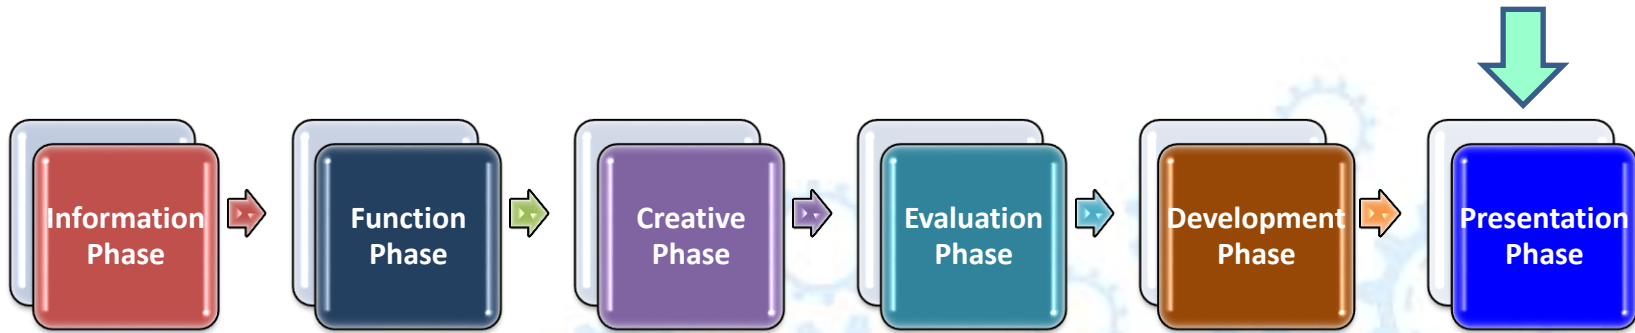 Information
Phase
Function
Phase
Creative
Phase
Evaluation
Phase
Development
Phase
Presentation
Phase